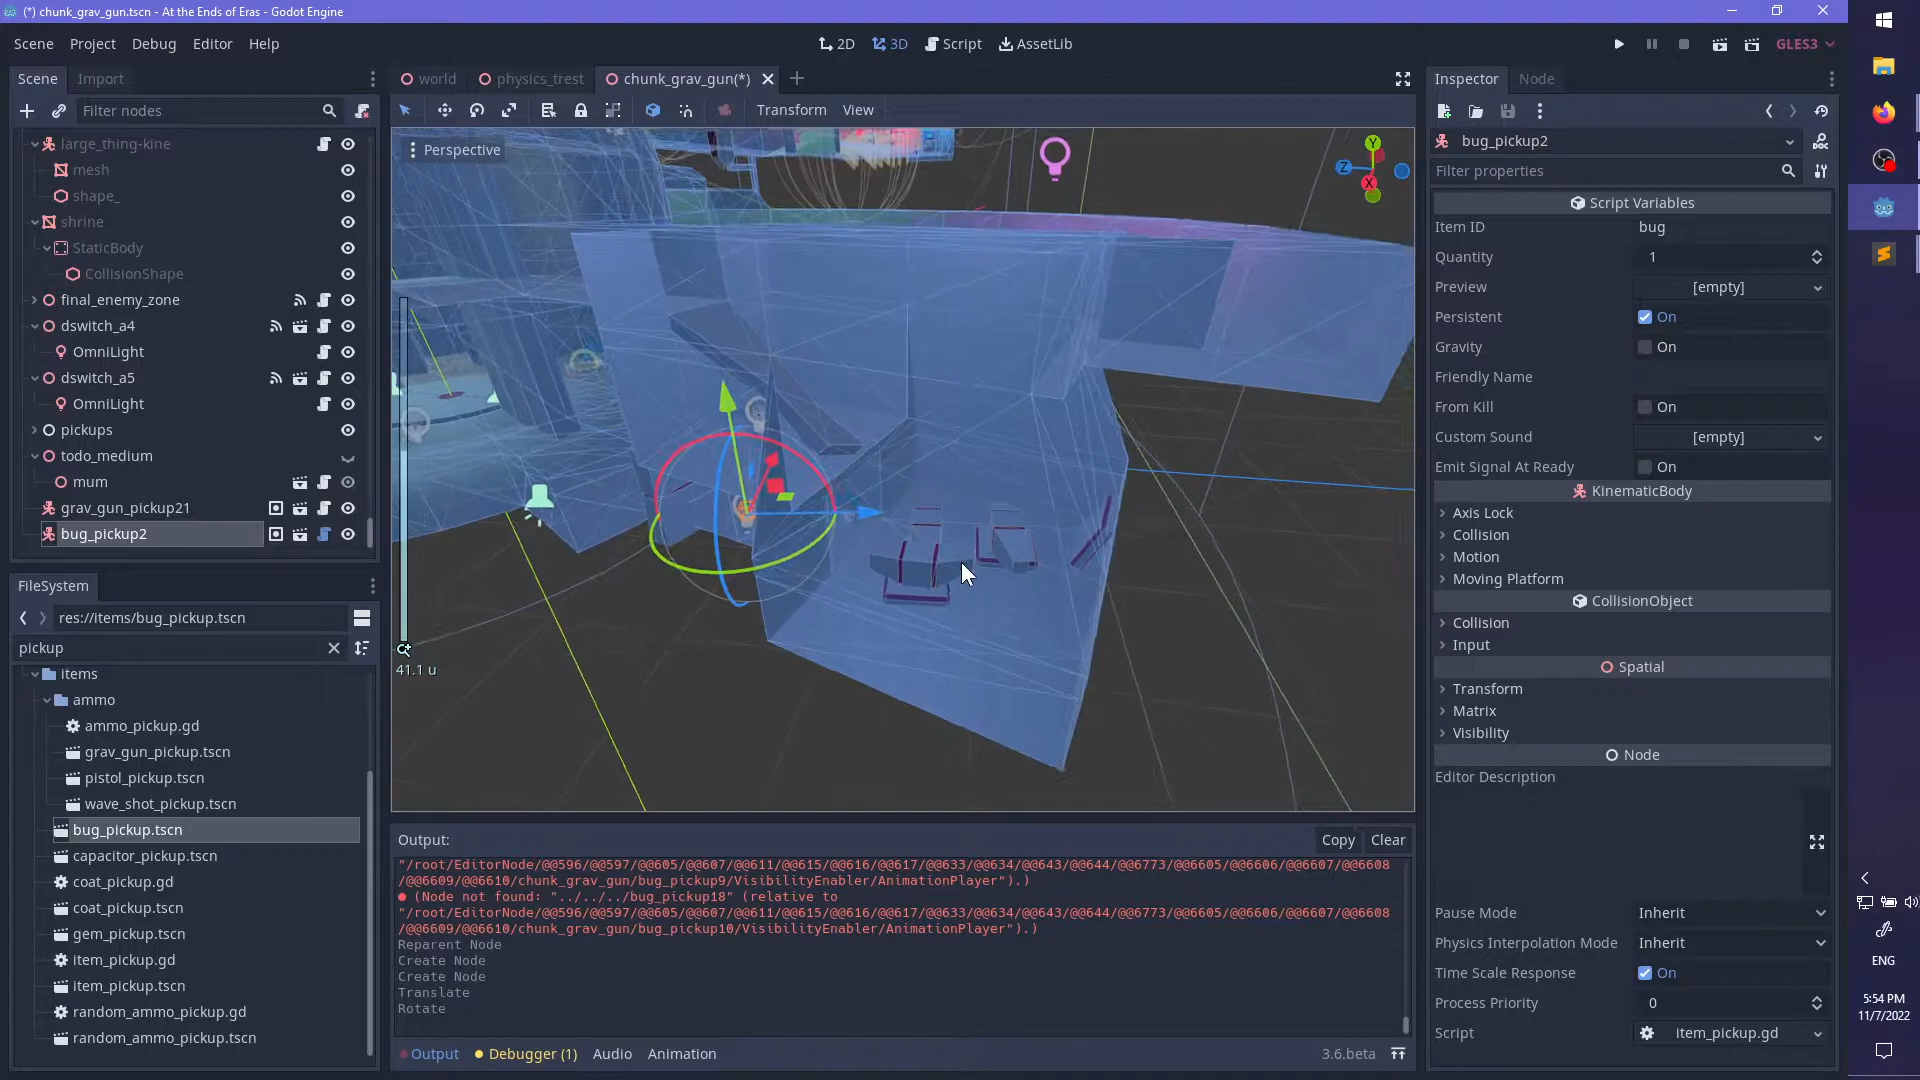 (*) chunk_grav_gun.tscn - At the Ends of Eras - Godot Engine
Scene Project Debug Editor Help
2D 3D Script AssetLib
GLES3
Scene Import
world physics_trest chunk_grav_gun(*)
Inspector Node
Filter nodes
Transform View
Perspective
Y
Z
X
41.1 u
large_thing-kine
mesh
shape_
shrine
StaticBody
CollisionShape
final_enemy_zone
dswitch_a4
OmniLight
dswitch_a5
OmniLight
pickups
todo_medium
mum
grav_gun_pickup21
bug_pickup2
FileSystem
res://items/bug_pickup.tscn
pickup
items
ammo
ammo_pickup.gd
grav_gun_pickup.tscn
pistol_pickup.tscn
wave_shot_pickup.tscn
bug_pickup.tscn
capacitor_pickup.tscn
coat_pickup.gd
coat_pickup.tscn
gem_pickup.tscn
item_pickup.gd
item_pickup.tscn
random_ammo_pickup.gd
random_ammo_pickup.tscn
Output:
Copy Clear
"/root/EditorNode/@@596/@@597/@@605/@@607/@@611/@@615/@@616/@@617/@@633/@@634/@@643/@@644/@@6773/@@6605/@@6606/@@6607/@@6608
/@@6609/@@6610/chunk_grav_gun/bug_pickup9/VisibilityEnabler/AnimationPlayer").)
(Node not found: "../../../bug_pickup18" (relative to
"/root/EditorNode/@@596/@@597/@@605/@@607/@@611/@@615/@@616/@@617/@@633/@@634/@@643/@@644/@@6773/@@6605/@@6606/@@6607/@@6608
/@@6609/@@6610/chunk_grav_gun/bug_pickup10/VisibilityEnabler/AnimationPlayer").)
Reparent Node
Create Node
Create Node
Translate
Rotate
Output Debugger (1) Audio Animation
3.6.beta
bug_pickup2
Filter properties
Script Variables
Item ID bug
Quantity 1
Preview [empty]
Persistent On
Gravity On
Friendly Name
From Kill On
Custom Sound [empty]
Emit Signal At Ready On
KinematicBody
Axis Lock
Collision
Motion
Moving Platform
CollisionObject
Collision
Input
Spatial
Transform
Matrix
Visibility
Node
Editor Description
Pause Mode Inherit
Physics Interpolation Mode Inherit
Time Scale Response On
Process Priority 0
Script item_pickup.gd
DOC
ENG
5:54 PM
11/7/2022